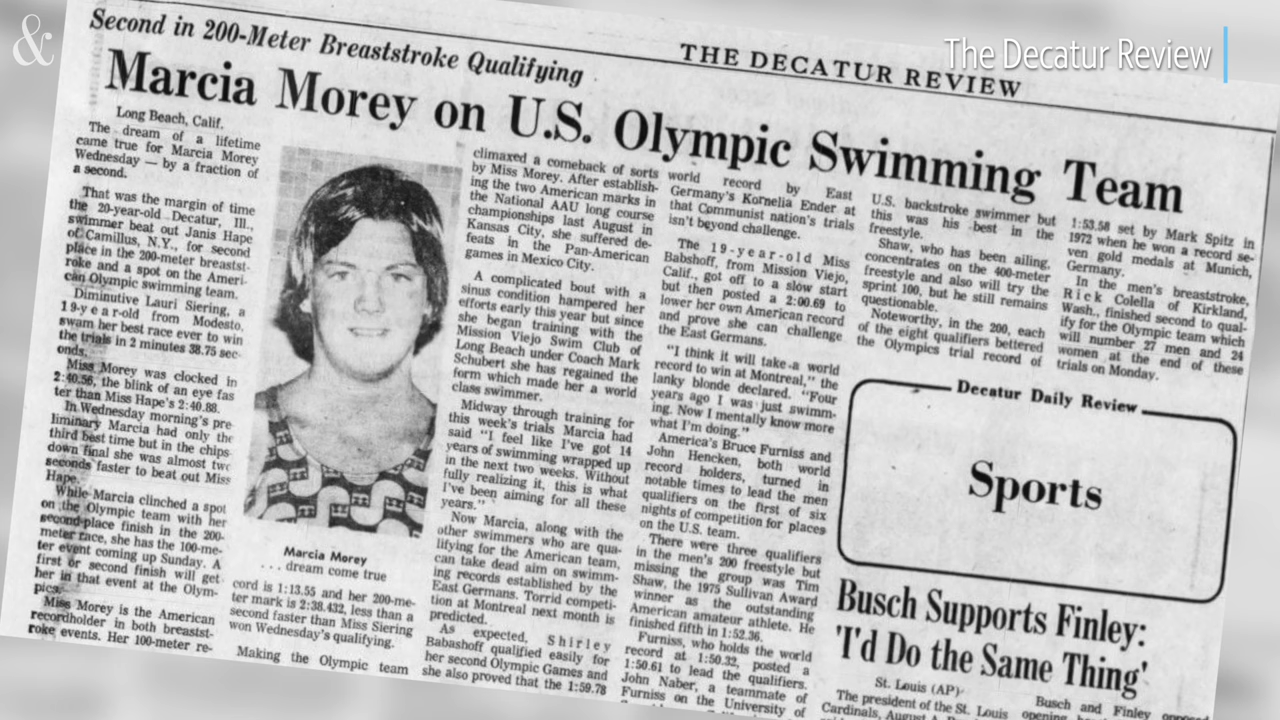 &
The Decatur Review
Second in 200-Meter Breaststroke Qualifying
THE DECATUR REVIEW
Marcia Morey on U.S. Olympic Swimming Team
Long Beach, Calif.
The dream of a lifetime
came true for Marcia Morey
Wednesday — by a fraction of
a second.
That was the margin of time
the 20-year-old Decatur, Ill.,
swimmer beat out Janis Hape
of Camillus, N.Y., for second
place in the 200-meter breastst-
roke and a spot on the Ameri-
can Olympic swimming team.
Diminutive Lauri Siering, a
19-year-old from Modesto,
swam her best race ever to win
the trials in 2 minutes 38.75 sec-
onds.
Miss Morey was clocked in
2:40.56, the blink of an eye fas
ter than Miss Hape's 2:40.88.
In Wednesday morning's pre-
liminary Marcia had only the
third best time but in the chips-
down final she was almost two
seconds faster to beat out Miss
Hape.
While Marcia clinched a spot
on the Olympic team with her
second-place finish in the 200-
meter race, she has the 100-me-
ter event coming up Sunday. A
first or second finish will get
her in that event at the Olym-
pics.
Miss Morey is the American
recordholder in both breastst-
roke events. Her 100-meter re-
Marcia Morey
. . . dream come true
cord is 1:13.55 and her 200-me-
ter mark is 2:38.432, less than a
second faster than Miss Siering
won Wednesday's qualifying.
Making the Olympic team
climaxed a comeback of sorts
by Miss Morey. After establish-
ing the two American marks in
the National AAU long course
championships last August in
Kansas City, she suffered de-
feats in the Pan-American
games in Mexico City.
A complicated bout with a
sinus condition hampered her
efforts early this year but since
she began training with the
Mission Viejo Swim Club of
Long Beach under Coach Mark
Schubert she has regained the
form which made her a world
class swimmer.
Midway through training for
this week's trials Marcia had
said "I feel like I've got 14
years of swimming wrapped up
in the next two weeks. Without
fully realizing it, this is what
I've been aiming for all these
years."
Now Marcia, along with the
other swimmers who are qua-
lifying for the American team,
can take dead aim on swimm-
ing records established by the
East Germans. Torrid competi-
tion at Montreal next month is
predicted.
As expected, Shirley
Babashoff qualified easily for
her second Olympic Games and
she also proved that the 1:59.78
world record by East
Germany's Kornelia Ender at
that Communist nation's trials
isn't beyond challenge.
The 19-year-old Miss
Babshoff, from Mission Viejo,
Calif., got off to a slow start
but then posted a 2:00.69 to
lower her own American record
and prove she can challenge
the East Germans.
"I think it will take a world
record to win at Montreal," the
lanky blonde declared. "Four
years ago I was just swimm-
ing. Now I mentally know more
what I'm doing."
America's Bruce Furniss and
John Hencken, both world
record holders, turned in
notable times to lead the men
qualifiers on the first of six
nights of competition for places
on the U.S. team.
There were three qualifiers
in the men's 200 freestyle but
missing the group was Tim
Shaw, the 1975 Sullivan Award
winner as the outstanding
American amateur athlete. He
finished fifth in 1:52.36.
Furniss, who holds the world
record at 1:50.32, posted a
1:50.61 to lead the qualifiers.
John Naber, a teammate of
Furniss on the University of
U.S. backstroke swimmer but
this was his best in the
freestyle.
Shaw, who has been ailing,
concentrates on the 400-meter
freestyle and also will try the
sprint 100, but he still remains
questionable.
Noteworthy, in the 200, each
of the eight qualifiers bettered
the Olympics trial record of
1:53.58 set by Mark Spitz in
1972 when he won a record se-
ven gold medals at Munich,
Germany.
In the men's breaststroke,
Rick Colella of Kirkland,
Wash., finished second to qual-
ify for the Olympic team which
will number 27 men and 24
women at the end of these
trials on Monday.
Decatur Daily Review
Sports
Busch Supports Finley:
'I'd Do the Same Thing'
St. Louis (AP)
The president of the St. Louis
Cardinals, August A.
Busch and Finley